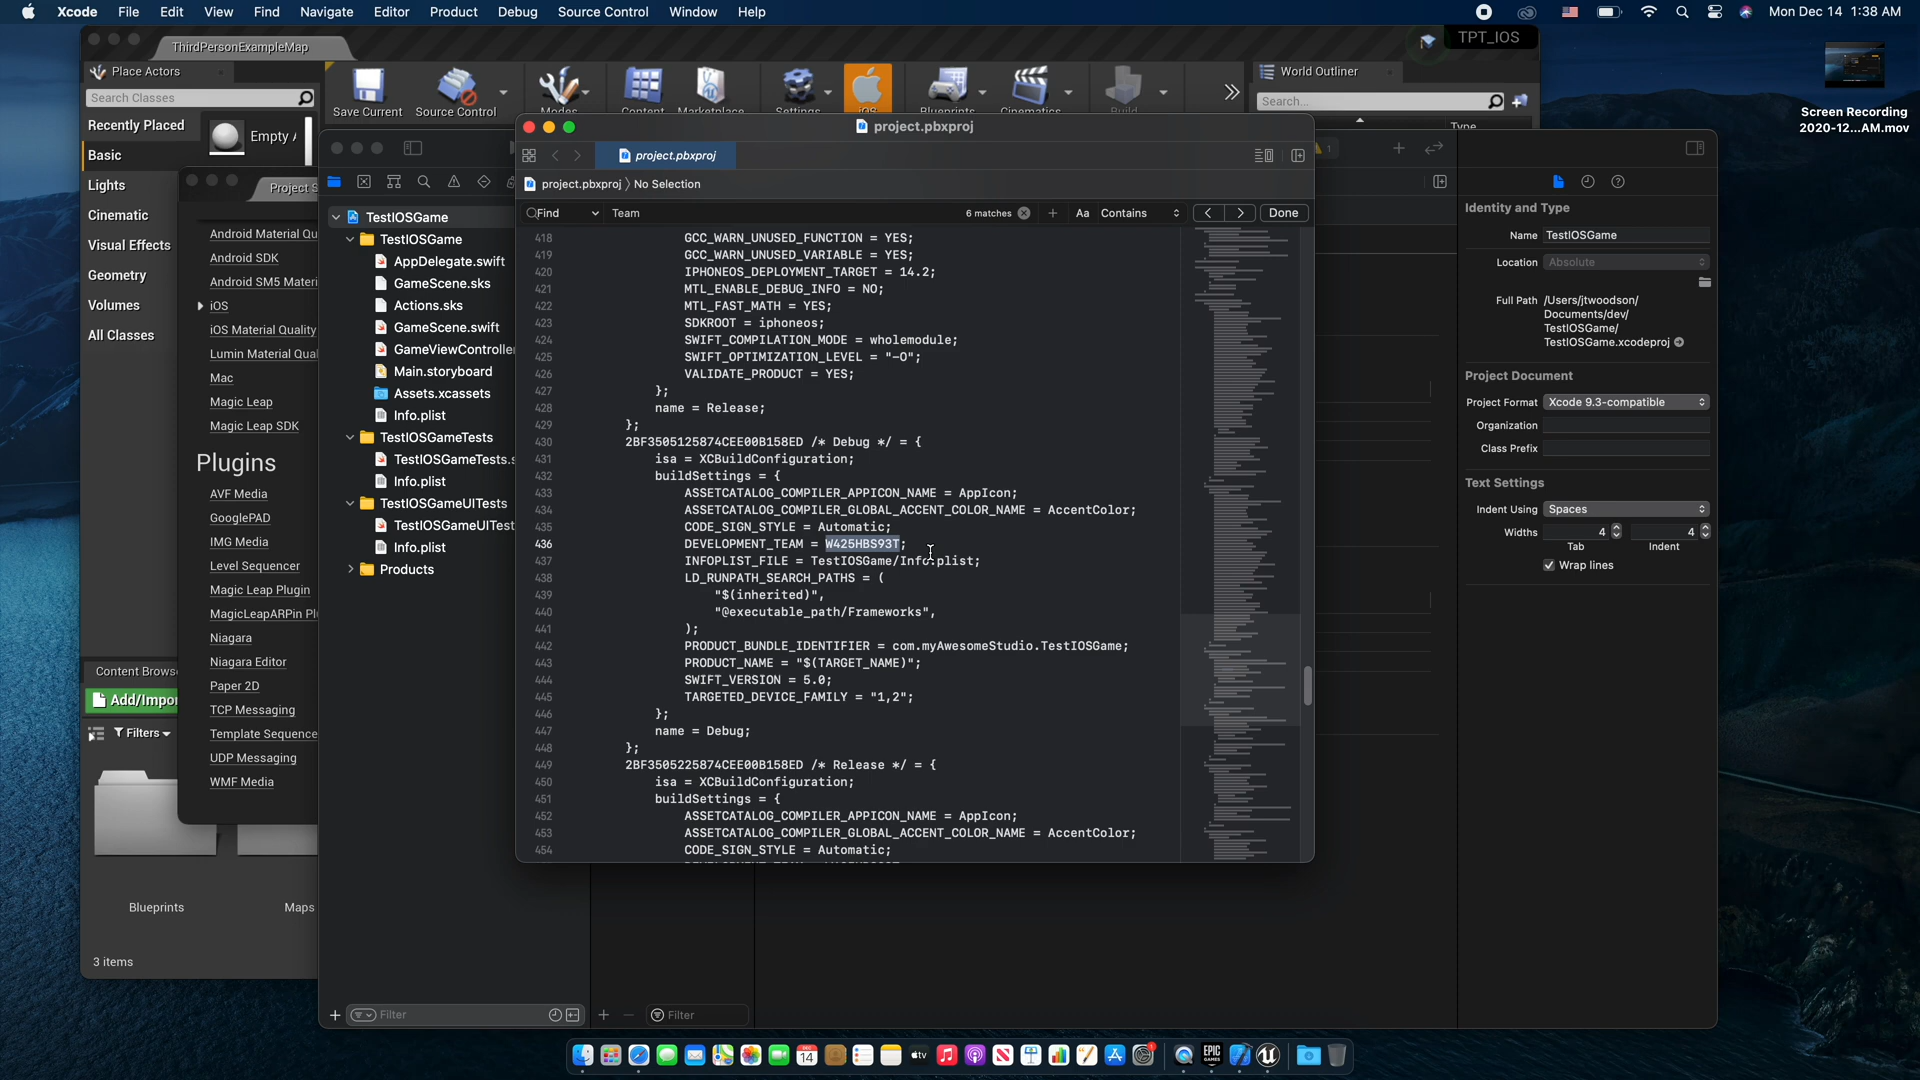 Xcode File Edit View Find Navigate Editor Product Debug Source Control Window Help
Mon Dec 14 1:38 AM
ThirdPersonExampleMap
TPT_IOS
Place Actors
Search Classes
Recently Placed
Basic
Lights
Cinematic
Visual Effects
Geometry
Volumes
All Classes
Empty
Save Current
Source Control
Modes
Content
Marketplace
Settings
Blueprints
Cinematics
Build
World Outliner
Search...
Type
Screen Recording
2020-12...AM.mov
Project S
Android Material Qu
Android SDK
Android SM5 Materi
iOS
iOS Material Quality
Lumin Material Qual
Mac
Magic Leap
Magic Leap SDK
Plugins
AVF Media
GooglePAD
IMG Media
Level Sequencer
Magic Leap Plugin
MagicLeapARPin Pl
Niagara
Niagara Editor
Paper 2D
TCP Messaging
Template Sequence
UDP Messaging
WMF Media
Content Brows
Add/Impor
Filters
Blueprints
Maps
3 items
TestIOSGame
TestIOSGame
AppDelegate.swift
GameScene.sks
Actions.sks
GameScene.swift
GameViewController
Main.storyboard
Assets.xcassets
Info.plist
TestIOSGameTests
TestIOSGameTests.s
Info.plist
TestIOSGameUITests
TestIOSGameUITest
Info.plist
Products
Filter
Filter
project.pbxproj
project.pbxproj
project.pbxproj 〉 No Selection
Find
Team
6 matches
Aa
Contains
Done
418 GCC_WARN_UNUSED_FUNCTION = YES;
419 GCC_WARN_UNUSED_VARIABLE = YES;
420 IPHONEOS_DEPLOYMENT_TARGET = 14.2;
421 MTL_ENABLE_DEBUG_INFO = NO;
422 MTL_FAST_MATH = YES;
423 SDKROOT = iphoneos;
424 SWIFT_COMPILATION_MODE = wholemodule;
425 SWIFT_OPTIMIZATION_LEVEL = "-O";
426 VALIDATE_PRODUCT = YES;
427 };
428 name = Release;
429 };
430 2BF3505125874CEE00B158ED /* Debug */ = {
431 isa = XCBuildConfiguration;
432 buildSettings = {
433 ASSETCATALOG_COMPILER_APPICON_NAME = AppIcon;
434 ASSETCATALOG_COMPILER_GLOBAL_ACCENT_COLOR_NAME = AccentColor;
435 CODE_SIGN_STYLE = Automatic;
436 DEVELOPMENT_TEAM = W425HBS93T;
437 INFOPLIST_FILE = TestIOSGame/Info.plist;
438 LD_RUNPATH_SEARCH_PATHS = (
439 "$(inherited)",
440 "@executable_path/Frameworks",
441 );
442 PRODUCT_BUNDLE_IDENTIFIER = com.myAwesomeStudio.TestIOSGame;
443 PRODUCT_NAME = "$(TARGET_NAME)";
444 SWIFT_VERSION = 5.0;
445 TARGETED_DEVICE_FAMILY = "1,2";
446 };
447 name = Debug;
448 };
449 2BF3505225874CEE00B158ED /* Release */ = {
450 isa = XCBuildConfiguration;
451 buildSettings = {
452 ASSETCATALOG_COMPILER_APPICON_NAME = AppIcon;
453 ASSETCATALOG_COMPILER_GLOBAL_ACCENT_COLOR_NAME = AccentColor;
454 CODE_SIGN_STYLE = Automatic;
1
Identity and Type
Name TestIOSGame
Location Absolute
Full Path /Users/jtwoodson/
Documents/dev/
TestIOSGame/
TestIOSGame.xcodeproj
Project Document
Project Format Xcode 9.3-compatible
Organization
Class Prefix
Text Settings
Indent Using Spaces
Widths 4 4
Tab Indent
Wrap lines
DEC
14
tv
EPIC
GAMES
1